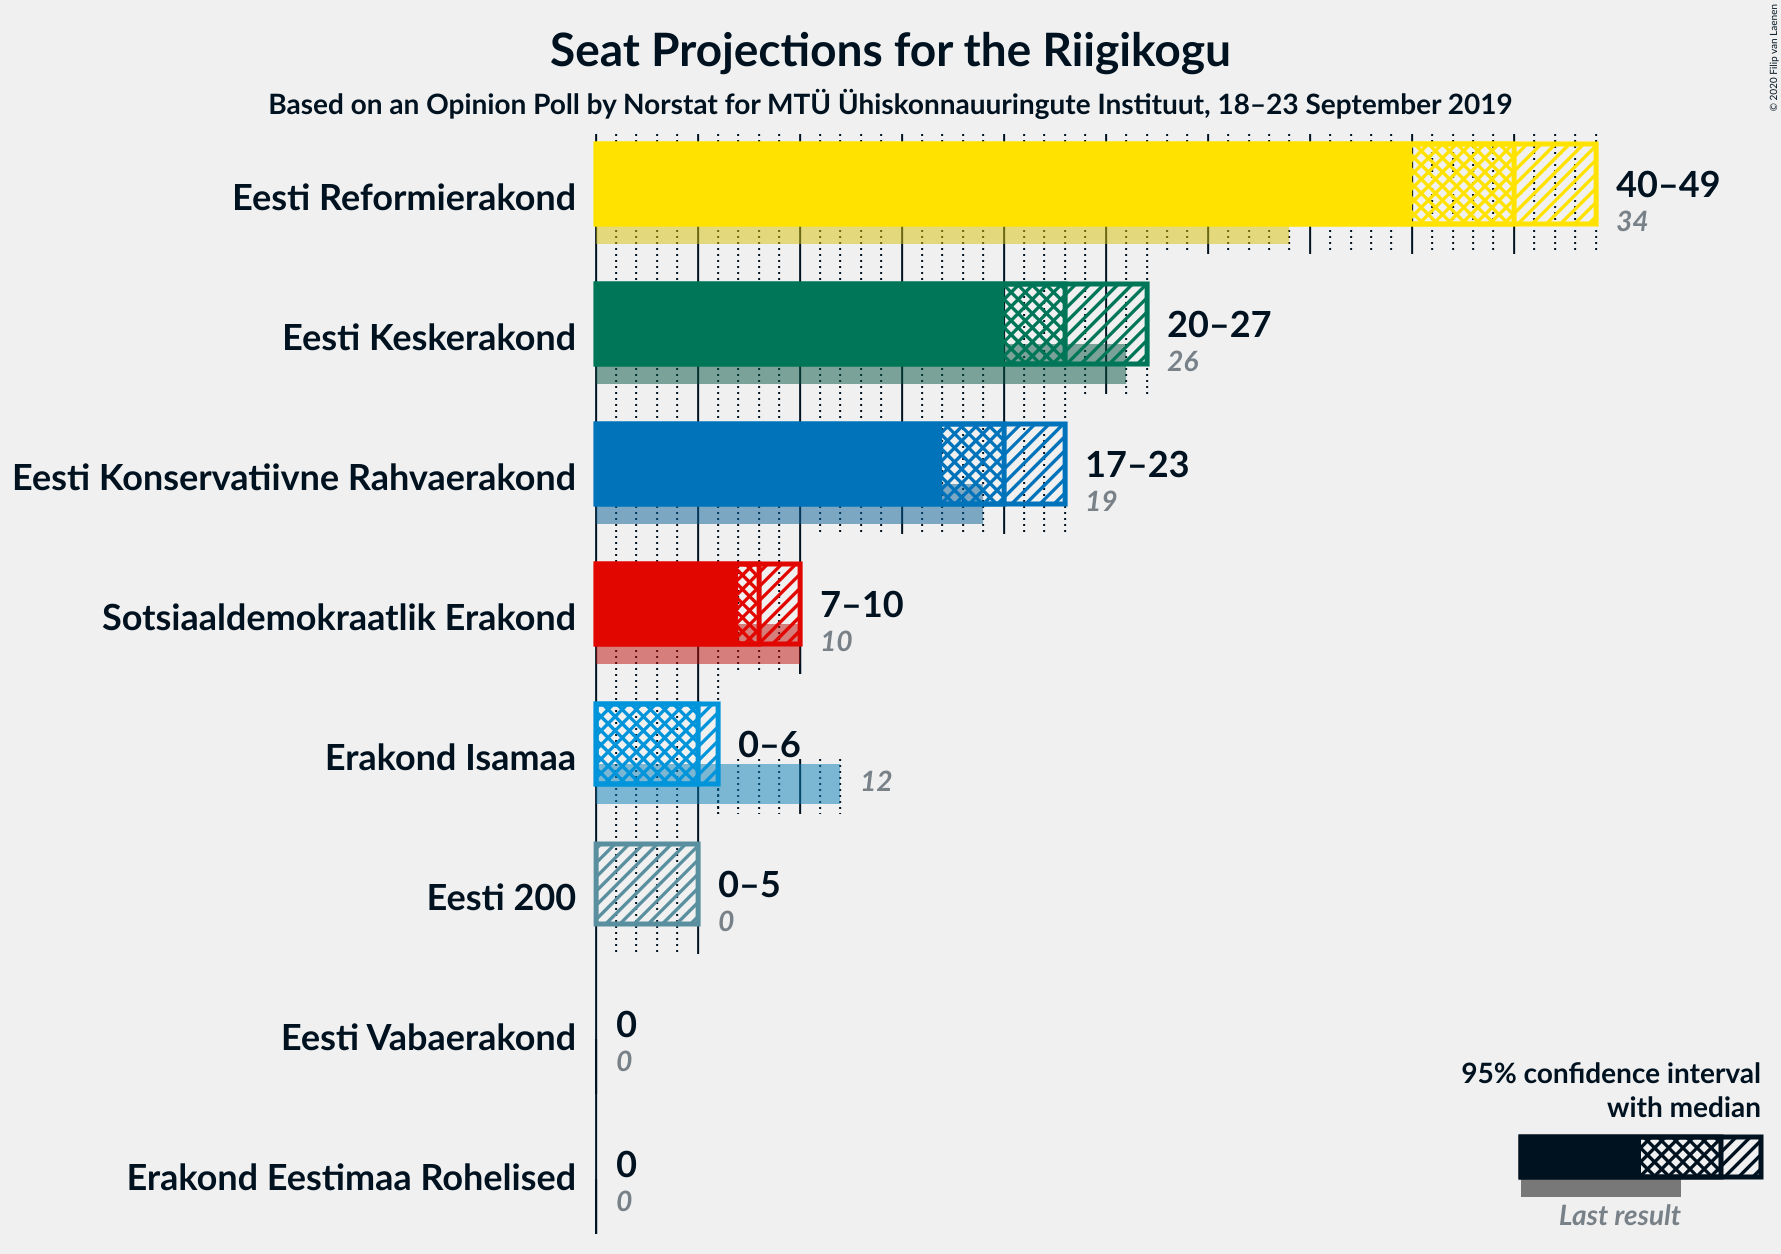 Seat Projections for the Riigikogu
Based on an Opinion Poll by Norstat for MTÜ Ühiskonnauuringute Instituut, 18–23 September 2019
© 2020 Filip van Laenen
Eesti Reformierakond
40–49
34
Eesti Keskerakond
20–27
26
Eesti Konservatiivne Rahvaerakond
17–23
19
Sotsiaaldemokraatlik Erakond
7–10
10
Erakond Isamaa
0–6
12
Eesti 200
0–5
0
Eesti Vabaerakond
0
0
Erakond Eestimaa Rohelised
0
0
95% confidence interval
with median
Last result